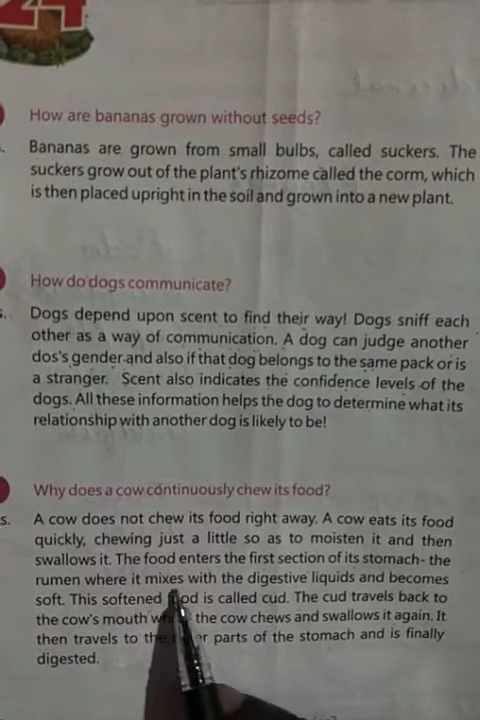 24
How are bananas grown without seeds?
Bananas are grown from small bulbs, called suckers. The
suckers grow out of the plant's rhizome called the corm, which
is then placed upright in the soil and grown into a new plant.
How do dogs communicate?
s. Dogs depend upon scent to find their way! Dogs sniff each
other as a way of communication. A dog can judge another
dos's gender and also if that dog belongs to the same pack or is
a stranger. Scent also indicates the confidence levels of the
dogs. All these information helps the dog to determine what its
relationship with another dog is likely to be!
Why does a cow continuously chew its food?
s. A cow does not chew its food right away. A cow eats its food
quickly, chewing just a little so as to moisten it and then
swallows it. The food enters the first section of its stomach- the
rumen where it mixes with the digestive liquids and becomes
soft. This softened food is called cud. The cud travels back to
the cow's mouth the cow chews and swallows it again. It
then travels to the parts of the stomach and is finally
digested.